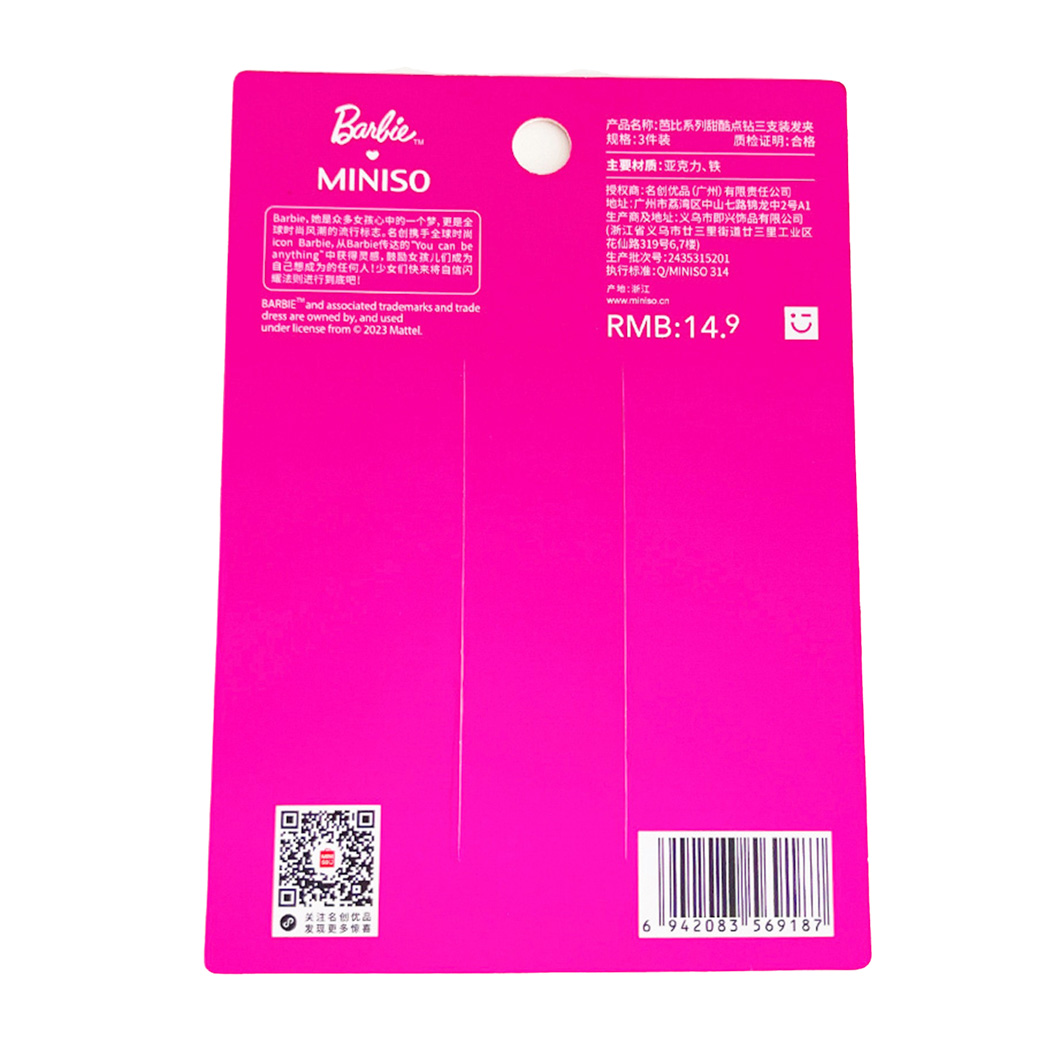 Barbie™
MINISO
Barbie，她是众多女孩心中的一个梦，更是全
球时尚风潮的流行标志。名创携手全球时尚
icon Barbie，从Barbie传达的“You can be
anything”中获得灵感，鼓励女孩儿们成为
自己想成为的任何人！少女们快来将自信闪
耀法则进行到底吧！
BARBIE™ and associated trademarks and trade
dress are owned by, and used
under license from © 2023 Mattel.
产品名称：芭比系列甜酷点钻三支装发夹
规格：3件装 质检证明：合格
主要材质：亚克力、铁
授权商：名创优品（广州）有限责任公司
地址：广州市荔湾区中山七路锦龙中2号A1
生产商及地址：义乌市即兴饰品有限公司
（浙江省义乌市廿三里街道廿三里工业区
花仙路319号6,7楼）
生产批次号：2435315201
执行标准：Q/MINISO 314
产地：浙江
www.miniso.cn
RMB:14.9
关注名创优品
发现更多惊喜
6 942083 569187